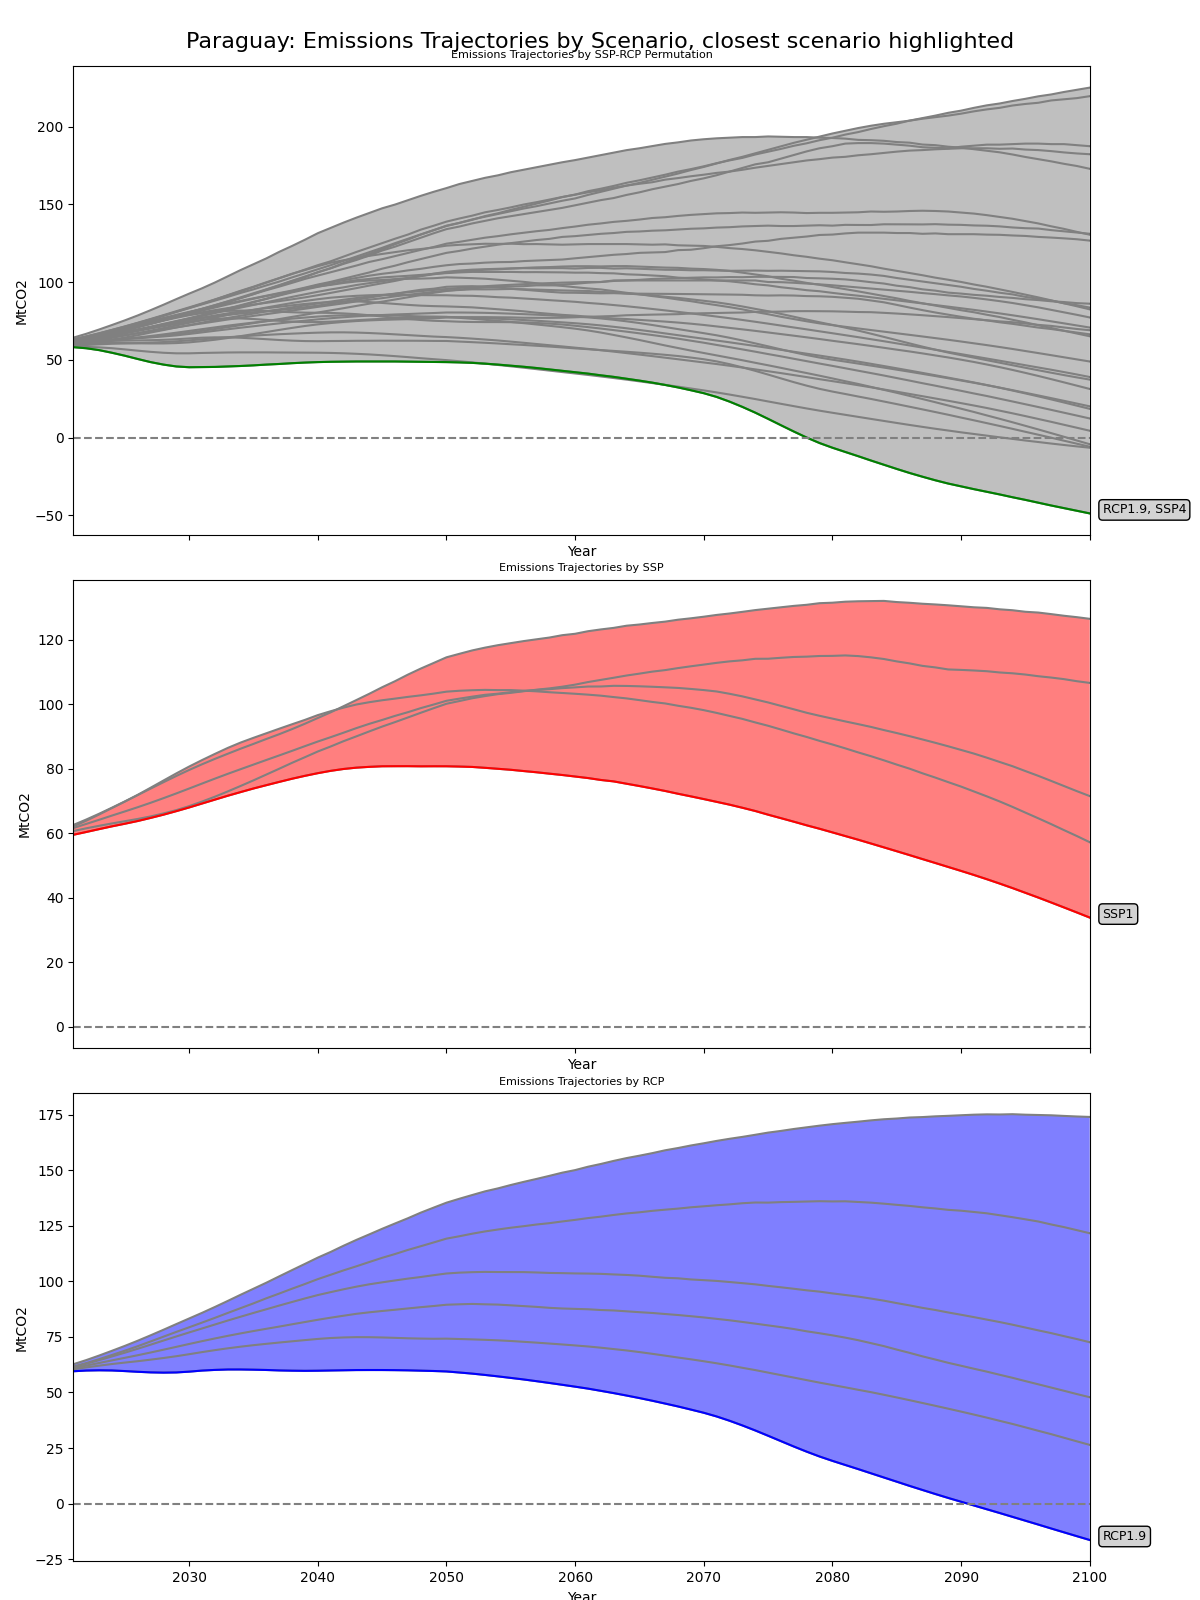 Paraguay: Emissions Trajectories by Scenario, closest scenario highlighted
Emissions Trajectories by SSP-RCP Permutation
MtCO2
200
150
100
50
0
−50
RCP1.9, SSP4
Year
Emissions Trajectories by SSP
MtCO2
120
100
80
60
40
20
0
SSP1
Year
Emissions Trajectories by RCP
MtCO2
175
150
125
100
75
50
25
0
−25
RCP1.9
2030 2040 2050 2060 2070 2080 2090 2100
Year